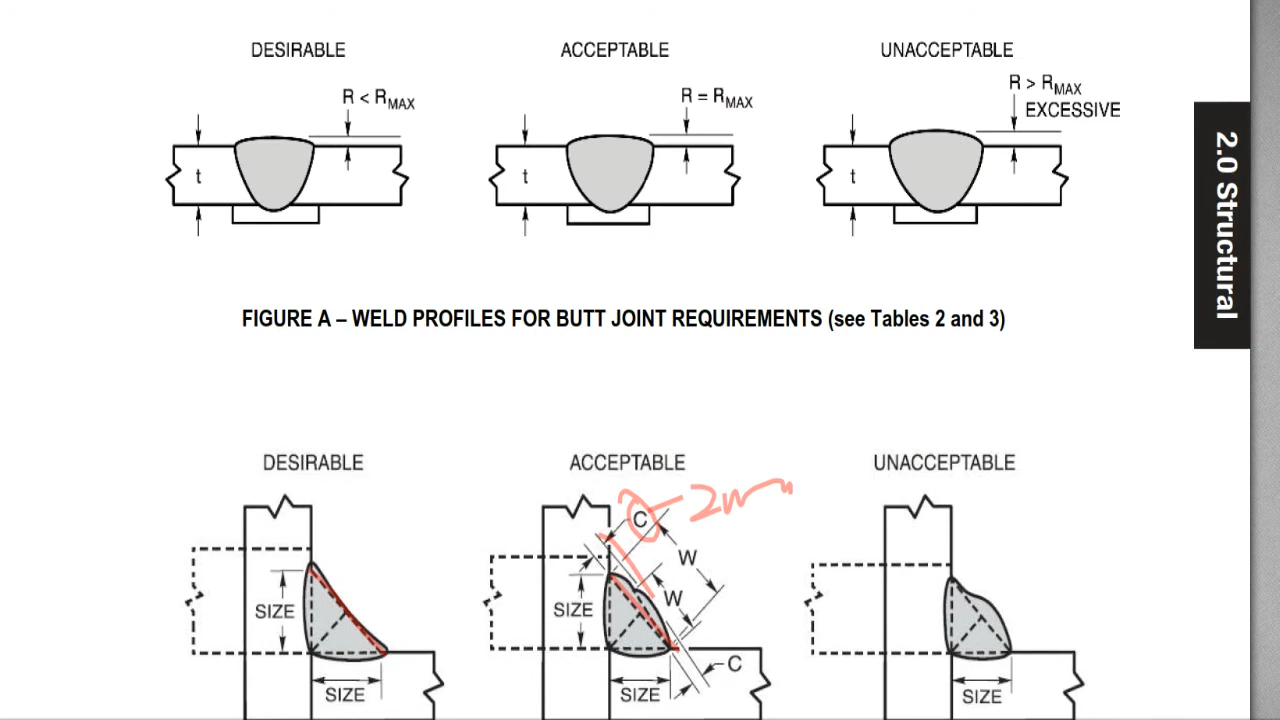 DESIRABLE
ACCEPTABLE
UNACCEPTABLE
R < RMAX
R = RMAX
R > RMAX
EXCESSIVE
t
t
t
2.0 Structural
FIGURE A – WELD PROFILES FOR BUTT JOINT REQUIREMENTS (see Tables 2 and 3)
DESIRABLE
ACCEPTABLE
UNACCEPTABLE
C
W
SIZE
SIZE
W
C
SIZE
SIZE
SIZE